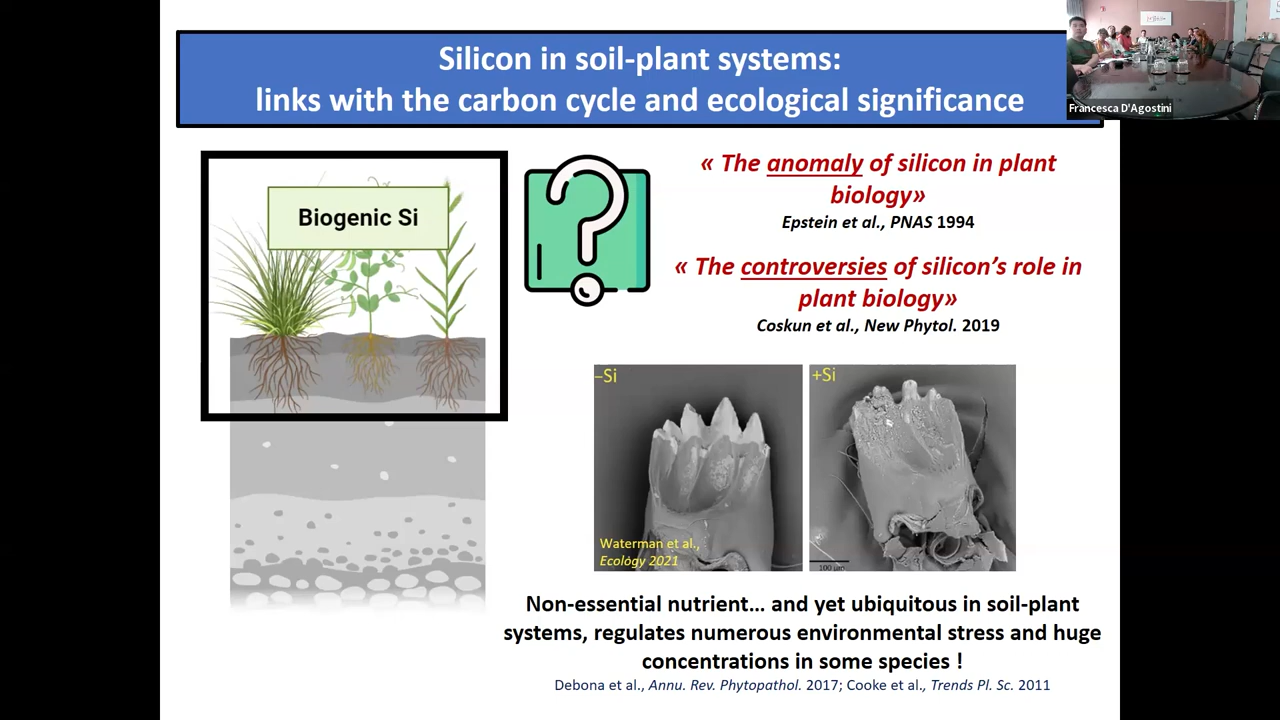 Silicon in soil-plant systems:
links with the carbon cycle and ecological significance
Francesca D'Agostini
Biogenic Si
« The anomaly of silicon in plant
biology»
Epstein et al., PNAS 1994
« The controversies of silicon's role in
plant biology»
Coskun et al., New Phytol. 2019
–Si
+Si
Waterman et al.,
Ecology 2021
100 µm
Non-essential nutrient... and yet ubiquitous in soil-plant
systems, regulates numerous environmental stress and huge
concentrations in some species !
Debona et al., Annu. Rev. Phytopathol. 2017; Cooke et al., Trends Pl. Sc. 2011